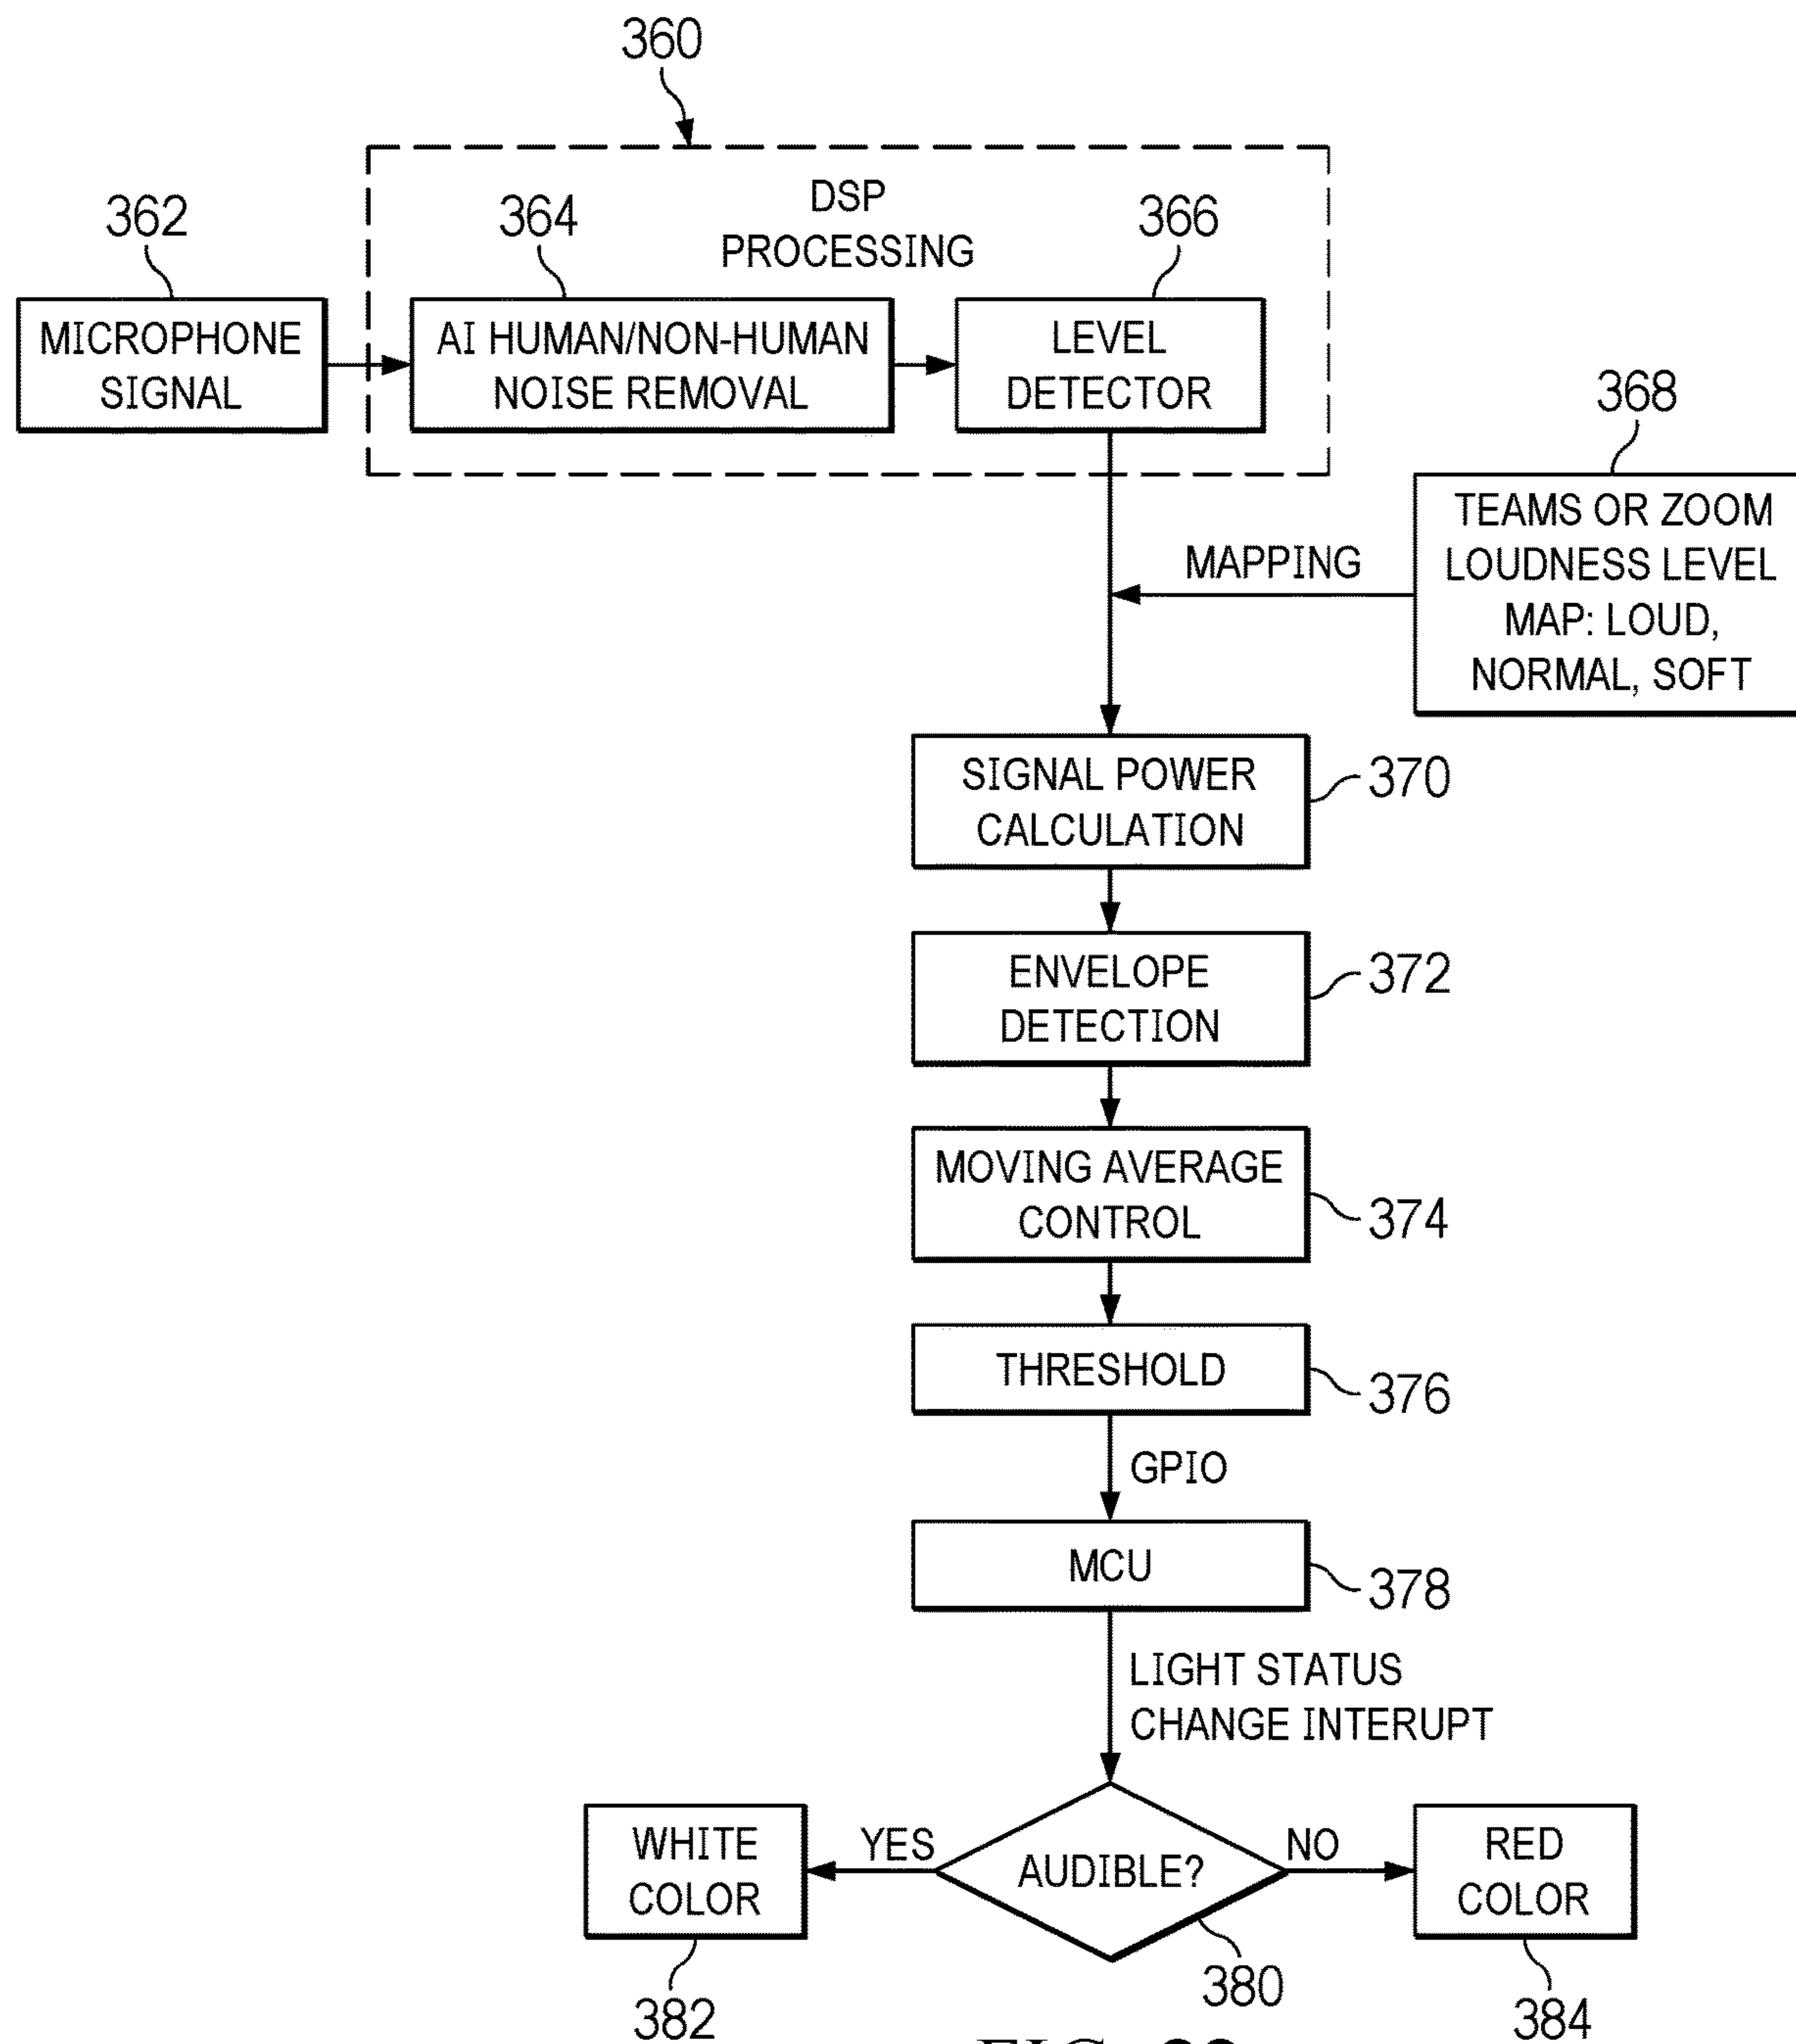 360
DSP
PROCESSING
362
364
366
MICROPHONE
SIGNAL
AI HUMAN/NON-HUMAN
NOISE REMOVAL
LEVEL
DETECTOR
368
TEAMS OR ZOOM
LOUDNESS LEVEL
MAP: LOUD,
NORMAL, SOFT
MAPPING
SIGNAL POWER
CALCULATION
370
ENVELOPE
DETECTION
372
MOVING AVERAGE
CONTROL
374
THRESHOLD
376
GPIO
MCU
378
LIGHT STATUS
CHANGE INTERUPT
WHITE
COLOR
YES
AUDIBLE?
NO
RED
COLOR
382
380
384